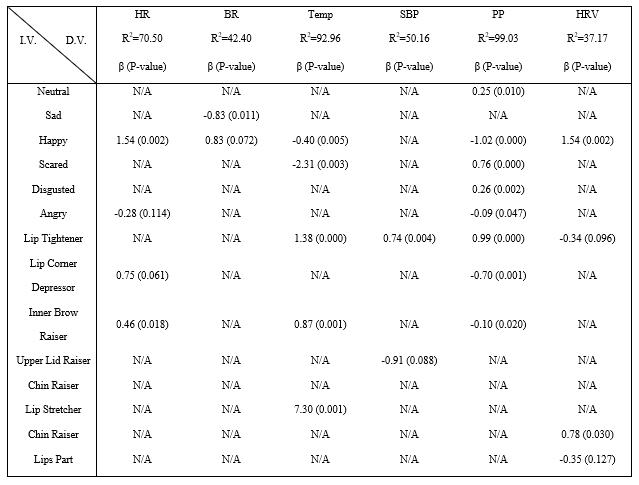 HR BR Temp SBP PP HRV
I.V. D.V. R²=70.50 R²=42.40 R²=92.96 R²=50.16 R²=99.03 R²=37.17
β (P-value) β (P-value) β (P-value) β (P-value) β (P-value) β (P-value)
Neutral N/A N/A N/A N/A 0.25 (0.010) N/A
Sad N/A -0.83 (0.011) N/A N/A N/A N/A
Happy 1.54 (0.002) 0.83 (0.072) -0.40 (0.005) N/A -1.02 (0.000) 1.54 (0.002)
Scared N/A N/A -2.31 (0.003) N/A 0.76 (0.000) N/A
Disgusted N/A N/A N/A N/A 0.26 (0.002) N/A
Angry -0.28 (0.114) N/A N/A N/A -0.09 (0.047) N/A
Lip Tightener N/A N/A 1.38 (0.000) 0.74 (0.004) 0.99 (0.000) -0.34 (0.096)
Lip Corner
Depressor 0.75 (0.061) N/A N/A N/A -0.70 (0.001) N/A
Inner Brow
Raiser 0.46 (0.018) N/A 0.87 (0.001) N/A -0.10 (0.020) N/A
Upper Lid Raiser N/A N/A N/A -0.91 (0.088) N/A N/A
Chin Raiser N/A N/A N/A N/A N/A N/A
Lip Stretcher N/A N/A 7.30 (0.001) N/A N/A N/A
Chin Raiser N/A N/A N/A N/A N/A 0.78 (0.030)
Lips Part N/A N/A N/A N/A N/A -0.35 (0.127)